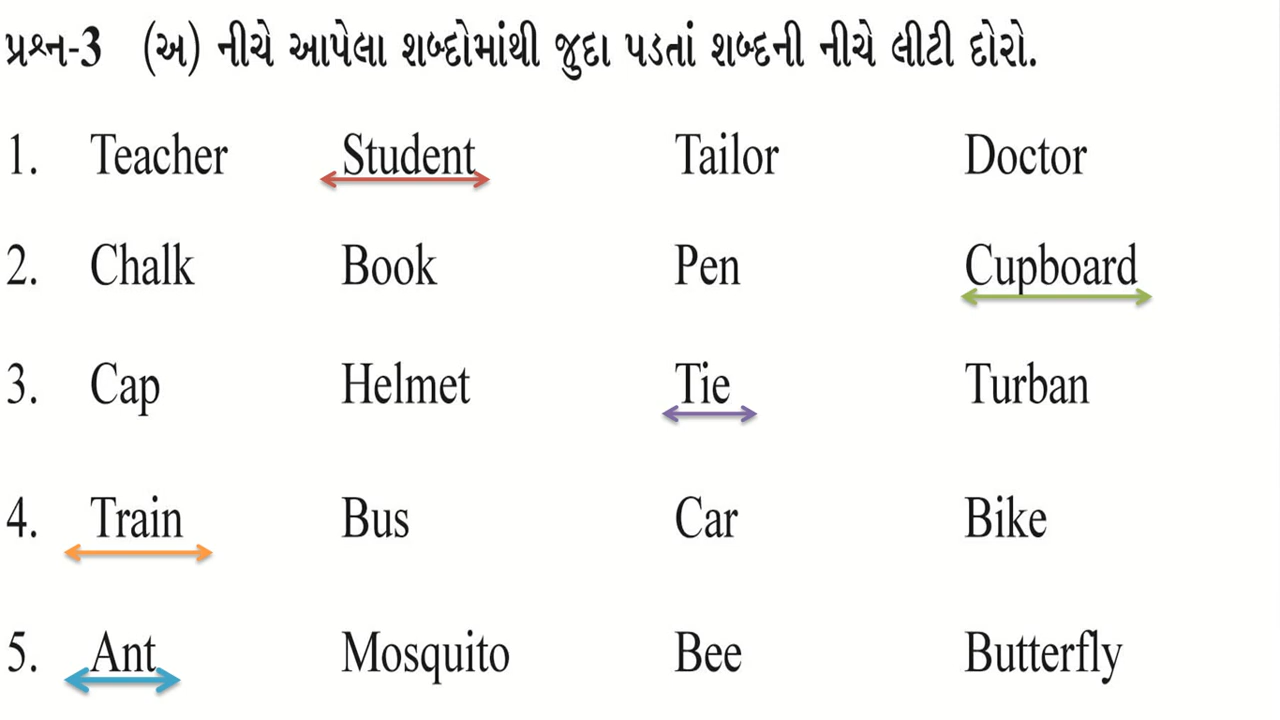 પ્રશ્ન-3 (અ) નીચે આપેલા શબ્દોમાંથી જુદા પડતાં શબ્દની નીચે લીટી દોરો.
1. Teacher Student Tailor Doctor
2. Chalk Book Pen Cupboard
3. Cap Helmet Tie Turban
4. Train Bus Car Bike
5. Ant Mosquito Bee Butterfly